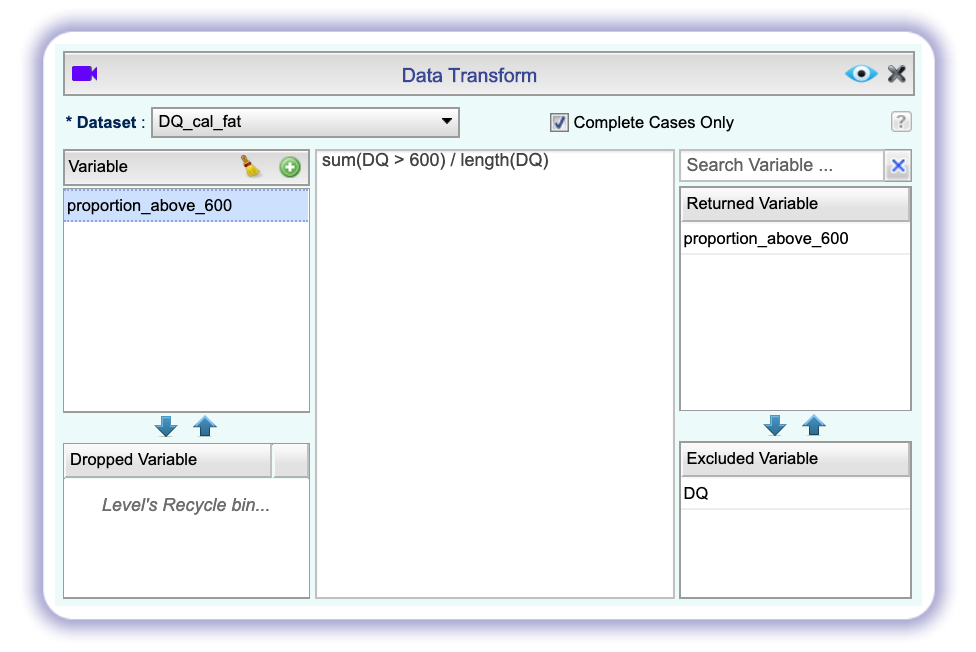 Data Transform
* Dataset : DQ_cal_fat
Complete Cases Only
?
Variable
proportion_above_600
sum(DQ > 600) / length(DQ)
Search Variable ...
Returned Variable
proportion_above_600
Dropped Variable
Level's Recycle bin...
Excluded Variable
DQ